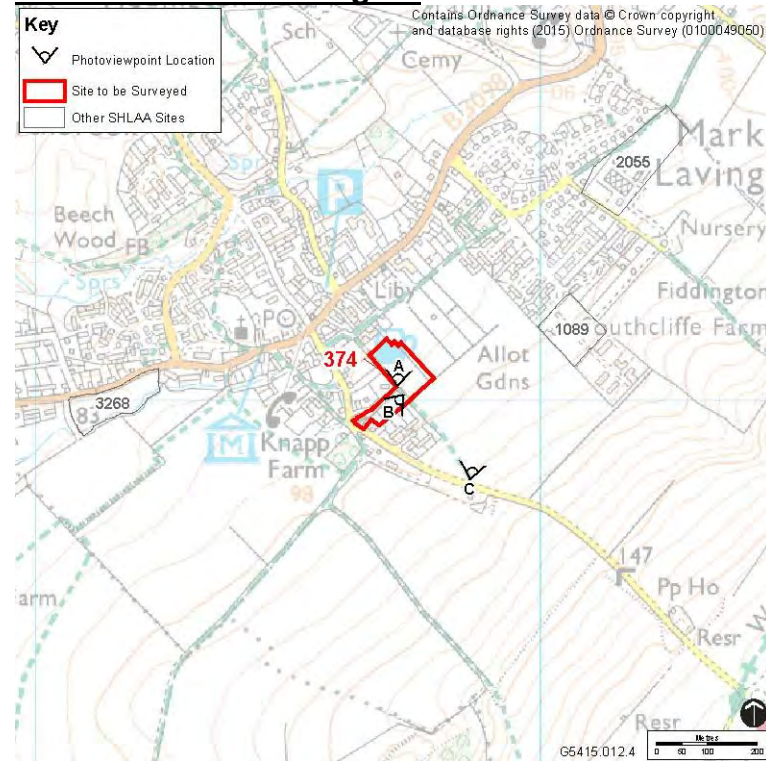 Key
Photoviewpoint Location
Site to be Surveyed
Other SHLAA Sites
Contains Ordnance Survey data © Crown copyright
and database rights (2015) Ordnance Survey (0100049050)
Sch
Cemy
B3098
Mark
Laving
2055
Spr
P
Beech
Wood
FB
Nursery
Sprs
Liby
Fiddington
PO
1089
uthcliffe Farm
374
A
Allot
Gdns
B
3268
83
M
Knapp
Farm
98
C
147
arm
Pp Ho
Resr
Resr
G5415.012.4
Metres
0 50 100 200